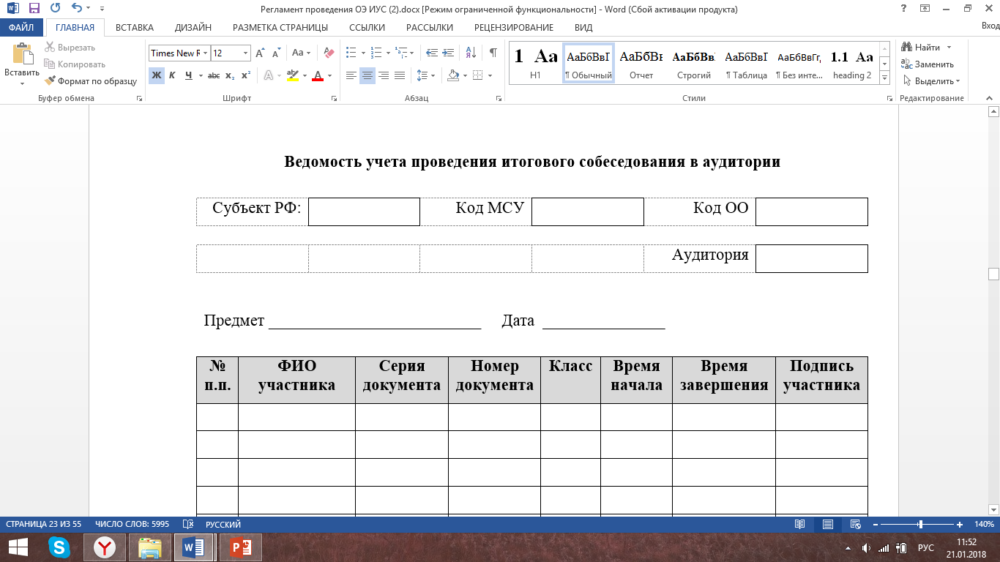 Регламент проведения ОЭ ИУС (2).docx [Режим ограниченной функциональности] - Word (Сбой активации продукта)
ФАЙЛ ГЛАВНАЯ ВСТАВКА ДИЗАЙН РАЗМЕТКА СТРАНИЦЫ ССЫЛКИ РАССЫЛКИ РЕЦЕНЗИРОВАНИЕ ВИД Вход
Вставить
Вырезать
Копировать
Формат по образцу
Буфер обмена
Times New R 12
Ж К Ч abc x₂ x²
Шрифт
Абзац
1 Аа АаБбВвГ АаБбВв АаБбВв АаБбВвГ АаБбВвГг, 1.1 Аа
H1 ¶ Обычный Отчет Строгий ¶ Таблица ¶ Без инте... heading 2
Стили
Найти
Заменить
Выделить
Редактирование
Ведомость учета проведения итогового собеседования в аудитории
Субъект РФ: Код МСУ Код ОО
Аудитория
Предмет __________________________ Дата _______________
№ п.п. ФИО участника Серия документа Номер документа Класс Время начала Время завершения Подпись участника
СТРАНИЦА 23 ИЗ 55 ЧИСЛО СЛОВ: 5995 РУССКИЙ 140%
РУС
11:52
21.01.2018